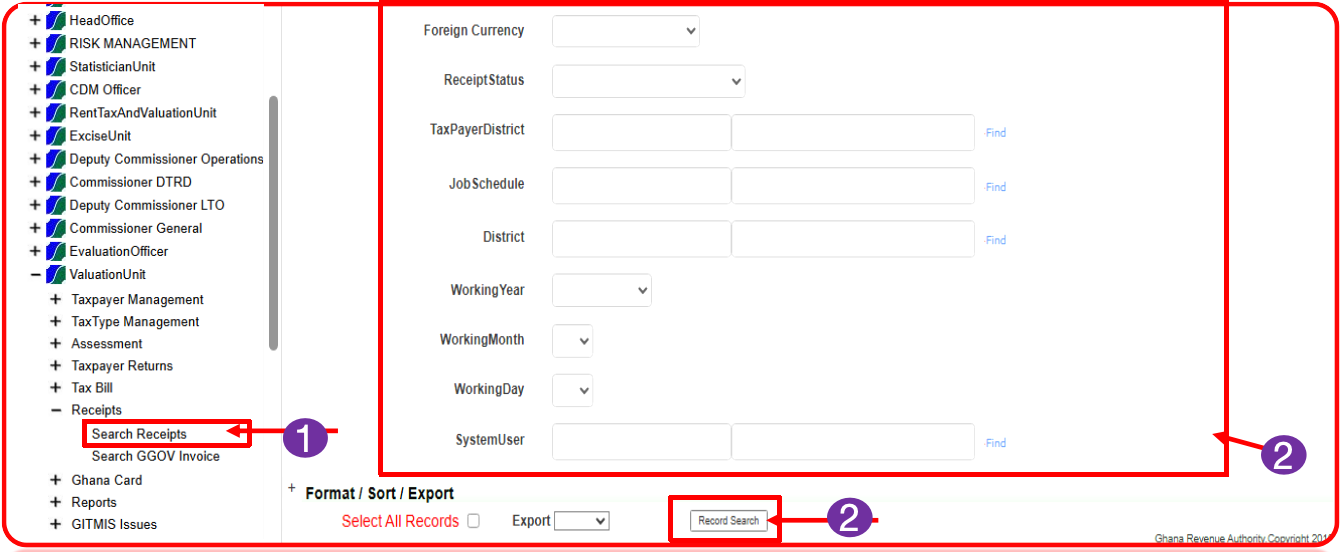 HeadOffice
RISK MANAGEMENT
StatisticianUnit
CDM Officer
RentTaxAndValuationUnit
ExciseUnit
Deputy Commissioner Operations
Commissioner DTRD
Deputy Commissioner LTO
Commissioner General
EvaluationOfficer
ValuationUnit
Taxpayer Management
TaxType Management
Assessment
Taxpayer Returns
Tax Bill
Receipts
Search Receipts
Search GGOV Invoice
Ghana Card
Reports
GITMIS Issues
1
Foreign Currency
ReceiptStatus
TaxPayerDistrict Find
JobSchedule Find
District Find
WorkingYear
WorkingMonth
WorkingDay
SystemUser Find
2
+ Format / Sort / Export
Select All Records Export Record Search 2
Ghana Revenue Authority.Copyright